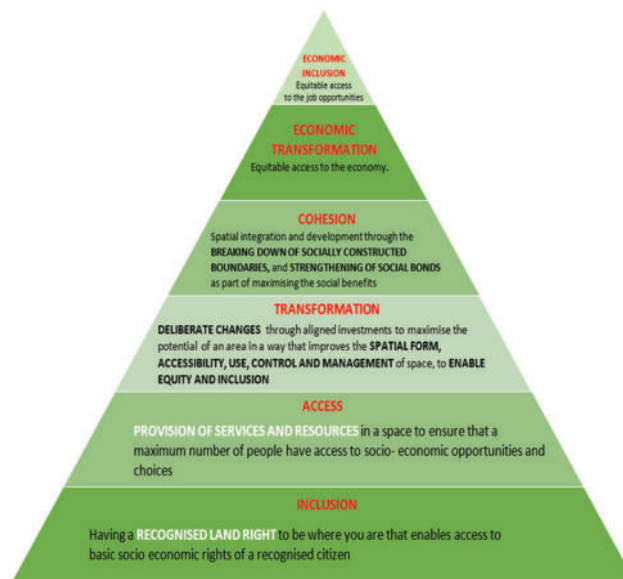 ECONOMIC
INCLUSION
Equitable access
to the job opportunities
ECONOMIC
TRANSFORMATION
Equitable access to the economy.
COHESION
Spatial integration and development through the
BREAKING DOWN OF SOCIALLY CONSTRUCTED
BOUNDARIES, and STRENGTHENING OF SOCIAL BONDS
as part of maximising the social benefits
TRANSFORMATION
DELIBERATE CHANGES through aligned investments to maximise the
potential of an area in a way that improves the SPATIAL FORM,
ACCESSIBILITY, USE, CONTROL AND MANAGEMENT of space, to ENABLE
EQUITY AND INCLUSION
ACCESS
PROVISION OF SERVICES AND RESOURCES in a space to ensure that a
maximum number of people have access to socio- economic opportunities and
choices
INCLUSION
Having a RECOGNISED LAND RIGHT to be where you are that enables access to
basic socio economic rights of a recognised citizen